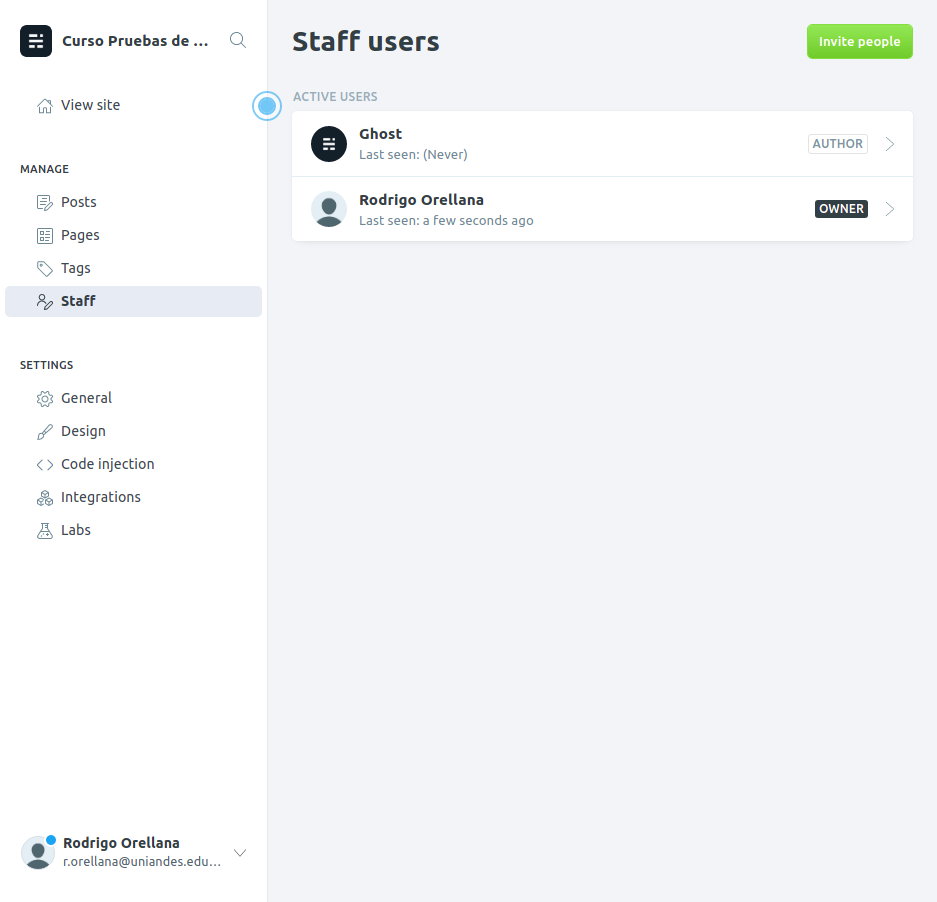 Curso Pruebas de ...
View site
MANAGE
Posts
Pages
Tags
Staff
SETTINGS
General
Design
Code injection
Integrations
Labs
Rodrigo Orellana
r.orellana@uniandes.edu...
Staff users
Invite people
ACTIVE USERS
Ghost
Last seen: (Never)
AUTHOR
Rodrigo Orellana
Last seen: a few seconds ago
OWNER